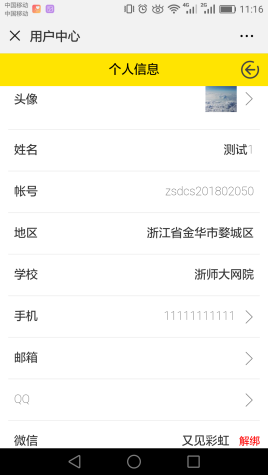 中国移动
中国移动
4G
2G
11:16
用户中心
个人信息
头像
姓名 测试1
帐号 zsdcs201802050
地区 浙江省金华市婺城区
学校 浙师大网院
手机 11111111111
邮箱
QQ
微信 又见彩虹 解绑